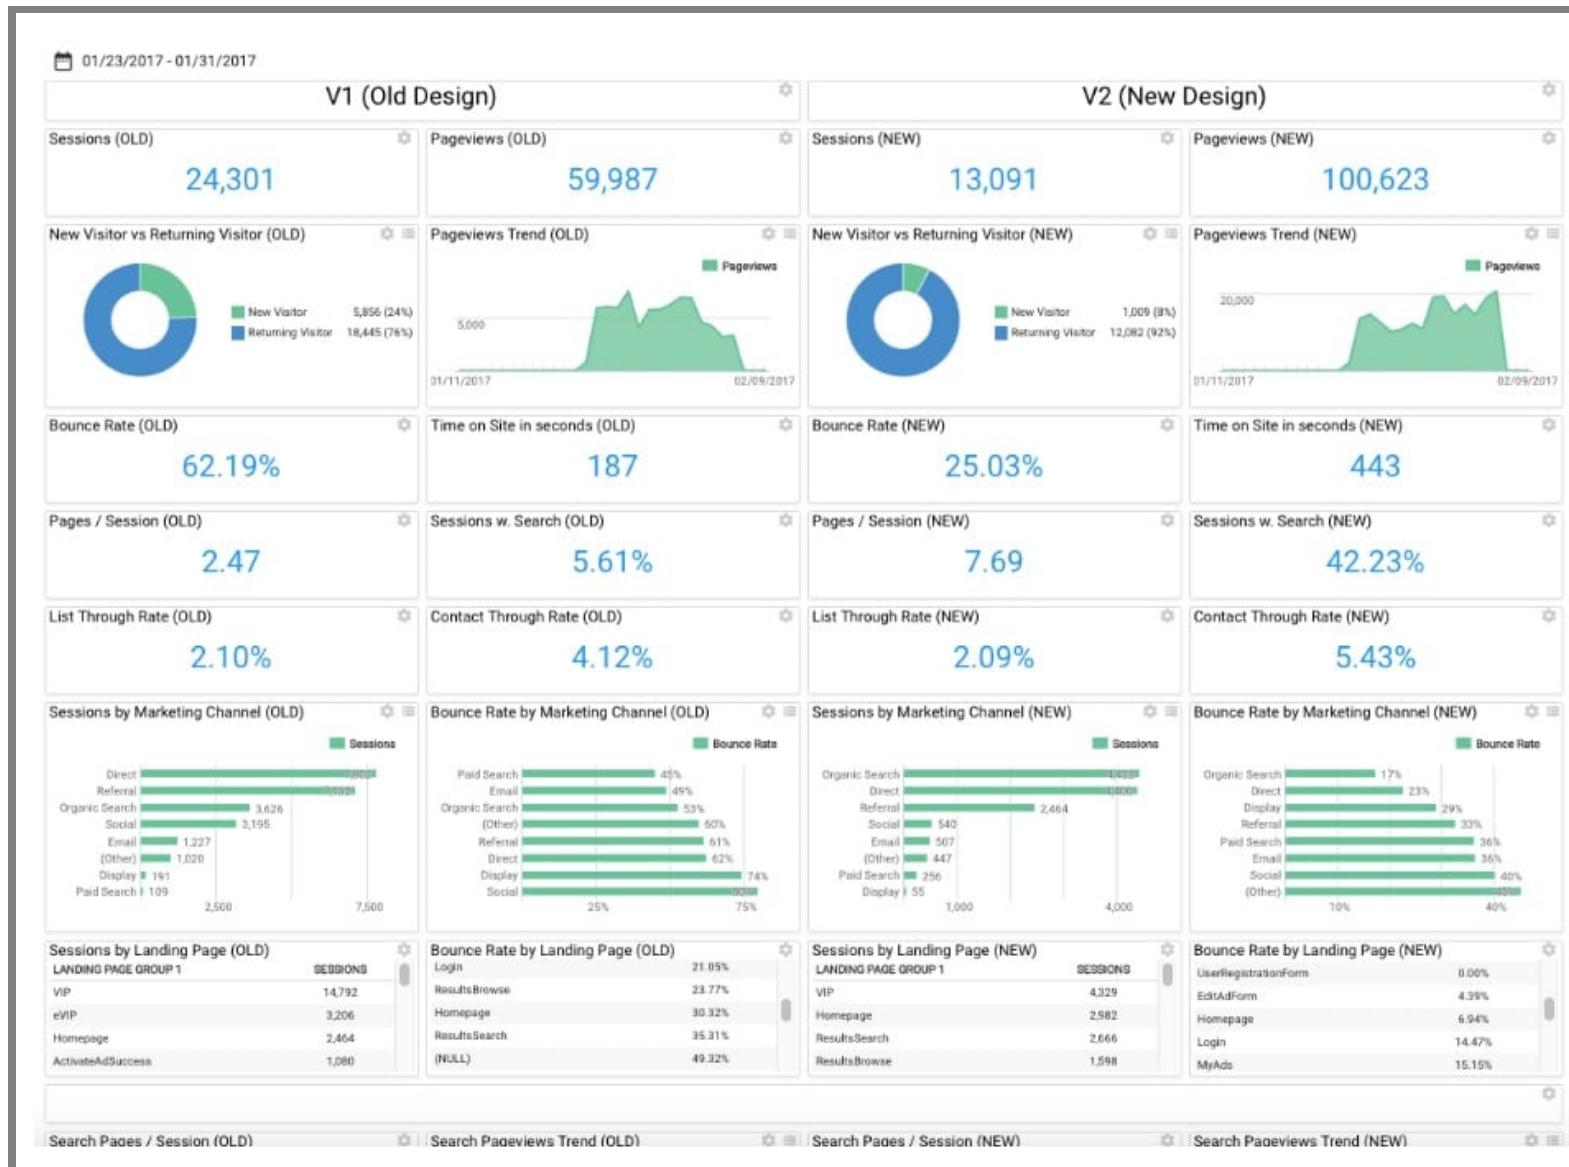 01/23/2017 - 01/31/2017
V1 (Old Design)
V2 (New Design)
Sessions (OLD)
24,301
Pageviews (OLD)
59,987
Sessions (NEW)
13,091
Pageviews (NEW)
100,623
New Visitor vs Returning Visitor (OLD)
New Visitor 5,856 (24%)
Returning Visitor 18,445 (76%)
Pageviews Trend (OLD)
Pageviews
5,000
01/11/2017 02/09/2017
New Visitor vs Returning Visitor (NEW)
New Visitor 1,009 (8%)
Returning Visitor 12,082 (92%)
Pageviews Trend (NEW)
Pageviews
20,000
01/11/2017 02/09/2017
Bounce Rate (OLD)
62.19%
Time on Site in seconds (OLD)
187
Bounce Rate (NEW)
25.03%
Time on Site in seconds (NEW)
443
Pages / Session (OLD)
2.47
Sessions w. Search (OLD)
5.61%
Pages / Session (NEW)
7.69
Sessions w. Search (NEW)
42.23%
List Through Rate (OLD)
2.10%
Contact Through Rate (OLD)
4.12%
List Through Rate (NEW)
2.09%
Contact Through Rate (NEW)
5.43%
Sessions by Marketing Channel (OLD)
Sessions
Direct
Referral
Organic Search 3,626
Social 3,195
Email 1,227
(Other) 1,020
Display 191
Paid Search 109
2,500 7,500
Bounce Rate by Marketing Channel (OLD)
Bounce Rate
Paid Search 45%
Email 49%
Organic Search 53%
(Other) 60%
Referral 61%
Direct 62%
Display 74%
Social
25% 75%
Sessions by Marketing Channel (NEW)
Sessions
Organic Search
Direct
Referral 2,464
Social 540
Email 507
(Other) 447
Paid Search 256
Display 55
1,000 4,000
Bounce Rate by Marketing Channel (NEW)
Bounce Rate
Organic Search 17%
Direct 23%
Display 29%
Referral 33%
Paid Search 36%
Email 36%
Social 40%
(Other)
10% 40%
Sessions by Landing Page (OLD)
LANDING PAGE GROUP 1 SESSIONS
VIP 14,792
eVIP 3,206
Homepage 2,464
ActivateAdSuccess 1,080
Bounce Rate by Landing Page (OLD)
Login 21.05%
ResultsBrowse 23.77%
Homepage 30.32%
ResultsSearch 35.31%
(NULL) 49.32%
Sessions by Landing Page (NEW)
LANDING PAGE GROUP 1 SESSIONS
VIP 4,329
Homepage 2,982
ResultsSearch 2,666
ResultsBrowse 1,598
Bounce Rate by Landing Page (NEW)
UserRegistrationForm 0.00%
EditAdForm 4.39%
Homepage 6.94%
Login 14.47%
MyAds 15.15%
Search Pages / Session (OLD)
Search Pageviews Trend (OLD)
Search Pages / Session (NEW)
Search Pageviews Trend (NEW)